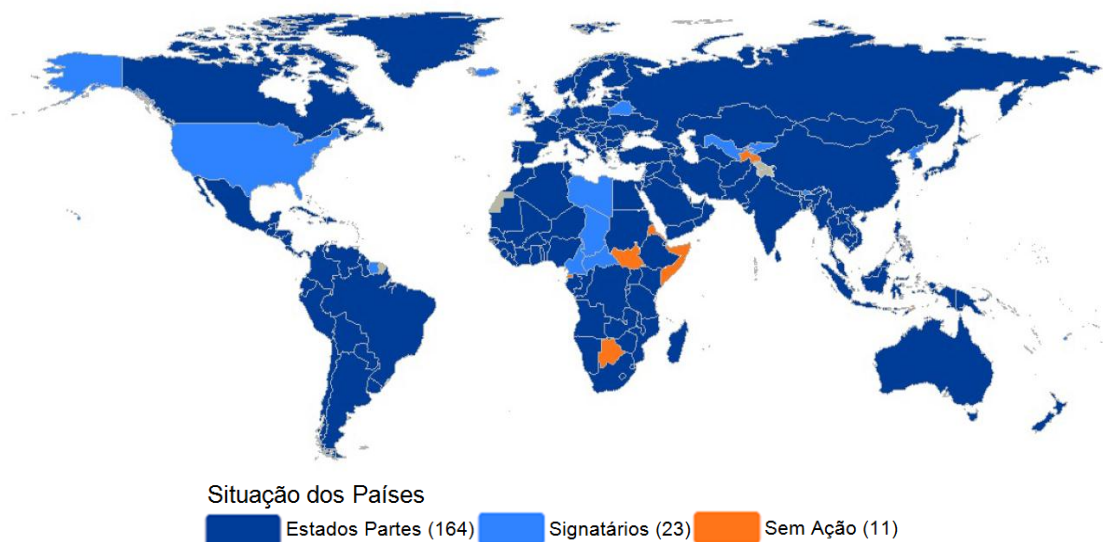 Situação dos Países
Estados Partes (164) Signatários (23) Sem Ação (11)